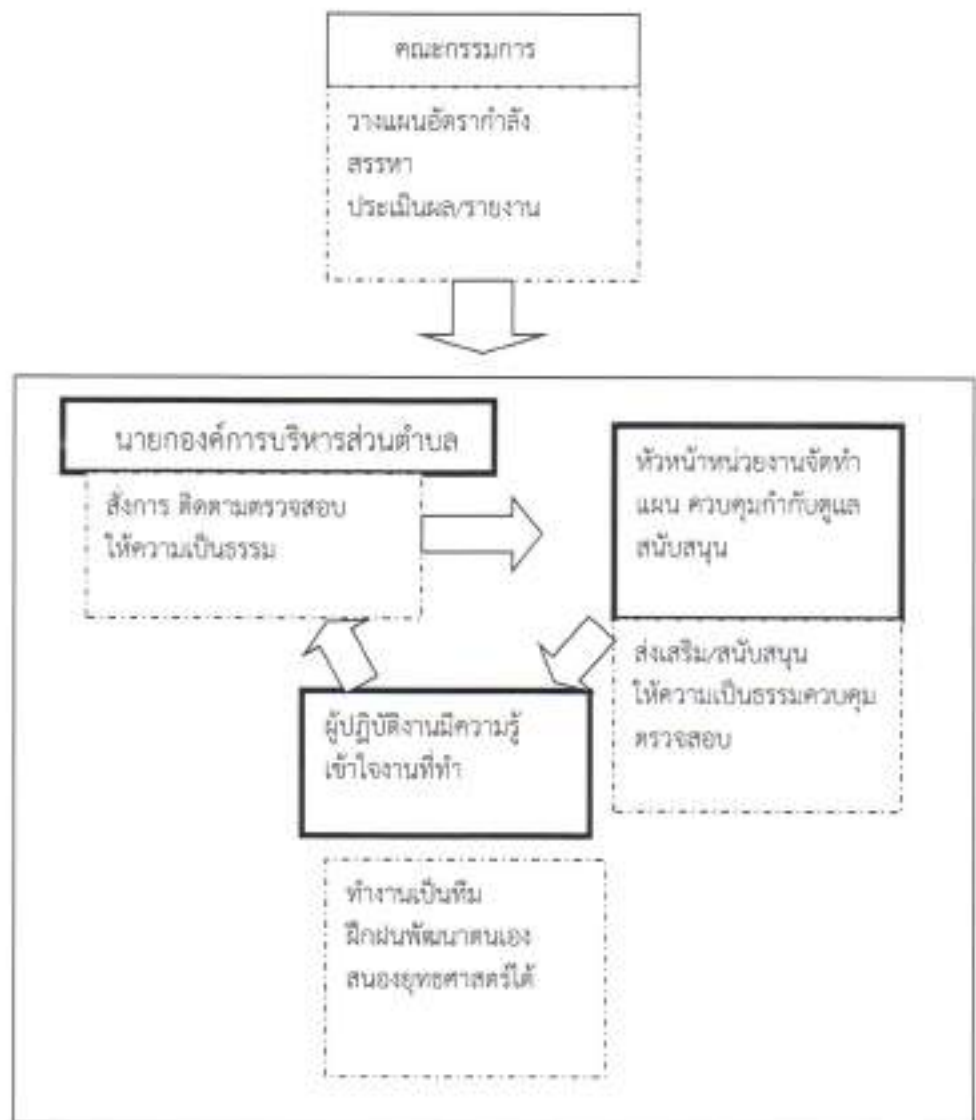 คณะกรรมการ
วางแผนอัตรากำลัง
สรรหา
ประเมินผล/รายงาน
นายกองค์การบริหารส่วนตำบล
สั่งการ ติดตามตรวจสอบ
ให้ความเป็นธรรม
หัวหน้าหน่วยงานจัดทำ
แผน ควบคุมกำกับดูแล
สนับสนุน
ส่งเสริม/สนับสนุน
ให้ความเป็นธรรมควบคุม
ตรวจสอบ
ผู้ปฏิบัติงานมีความรู้
เข้าใจงานที่ทำ
ทำงานเป็นทีม
ฝึกฝนพัฒนาตนเอง
สนองยุทธศาสตร์ได้